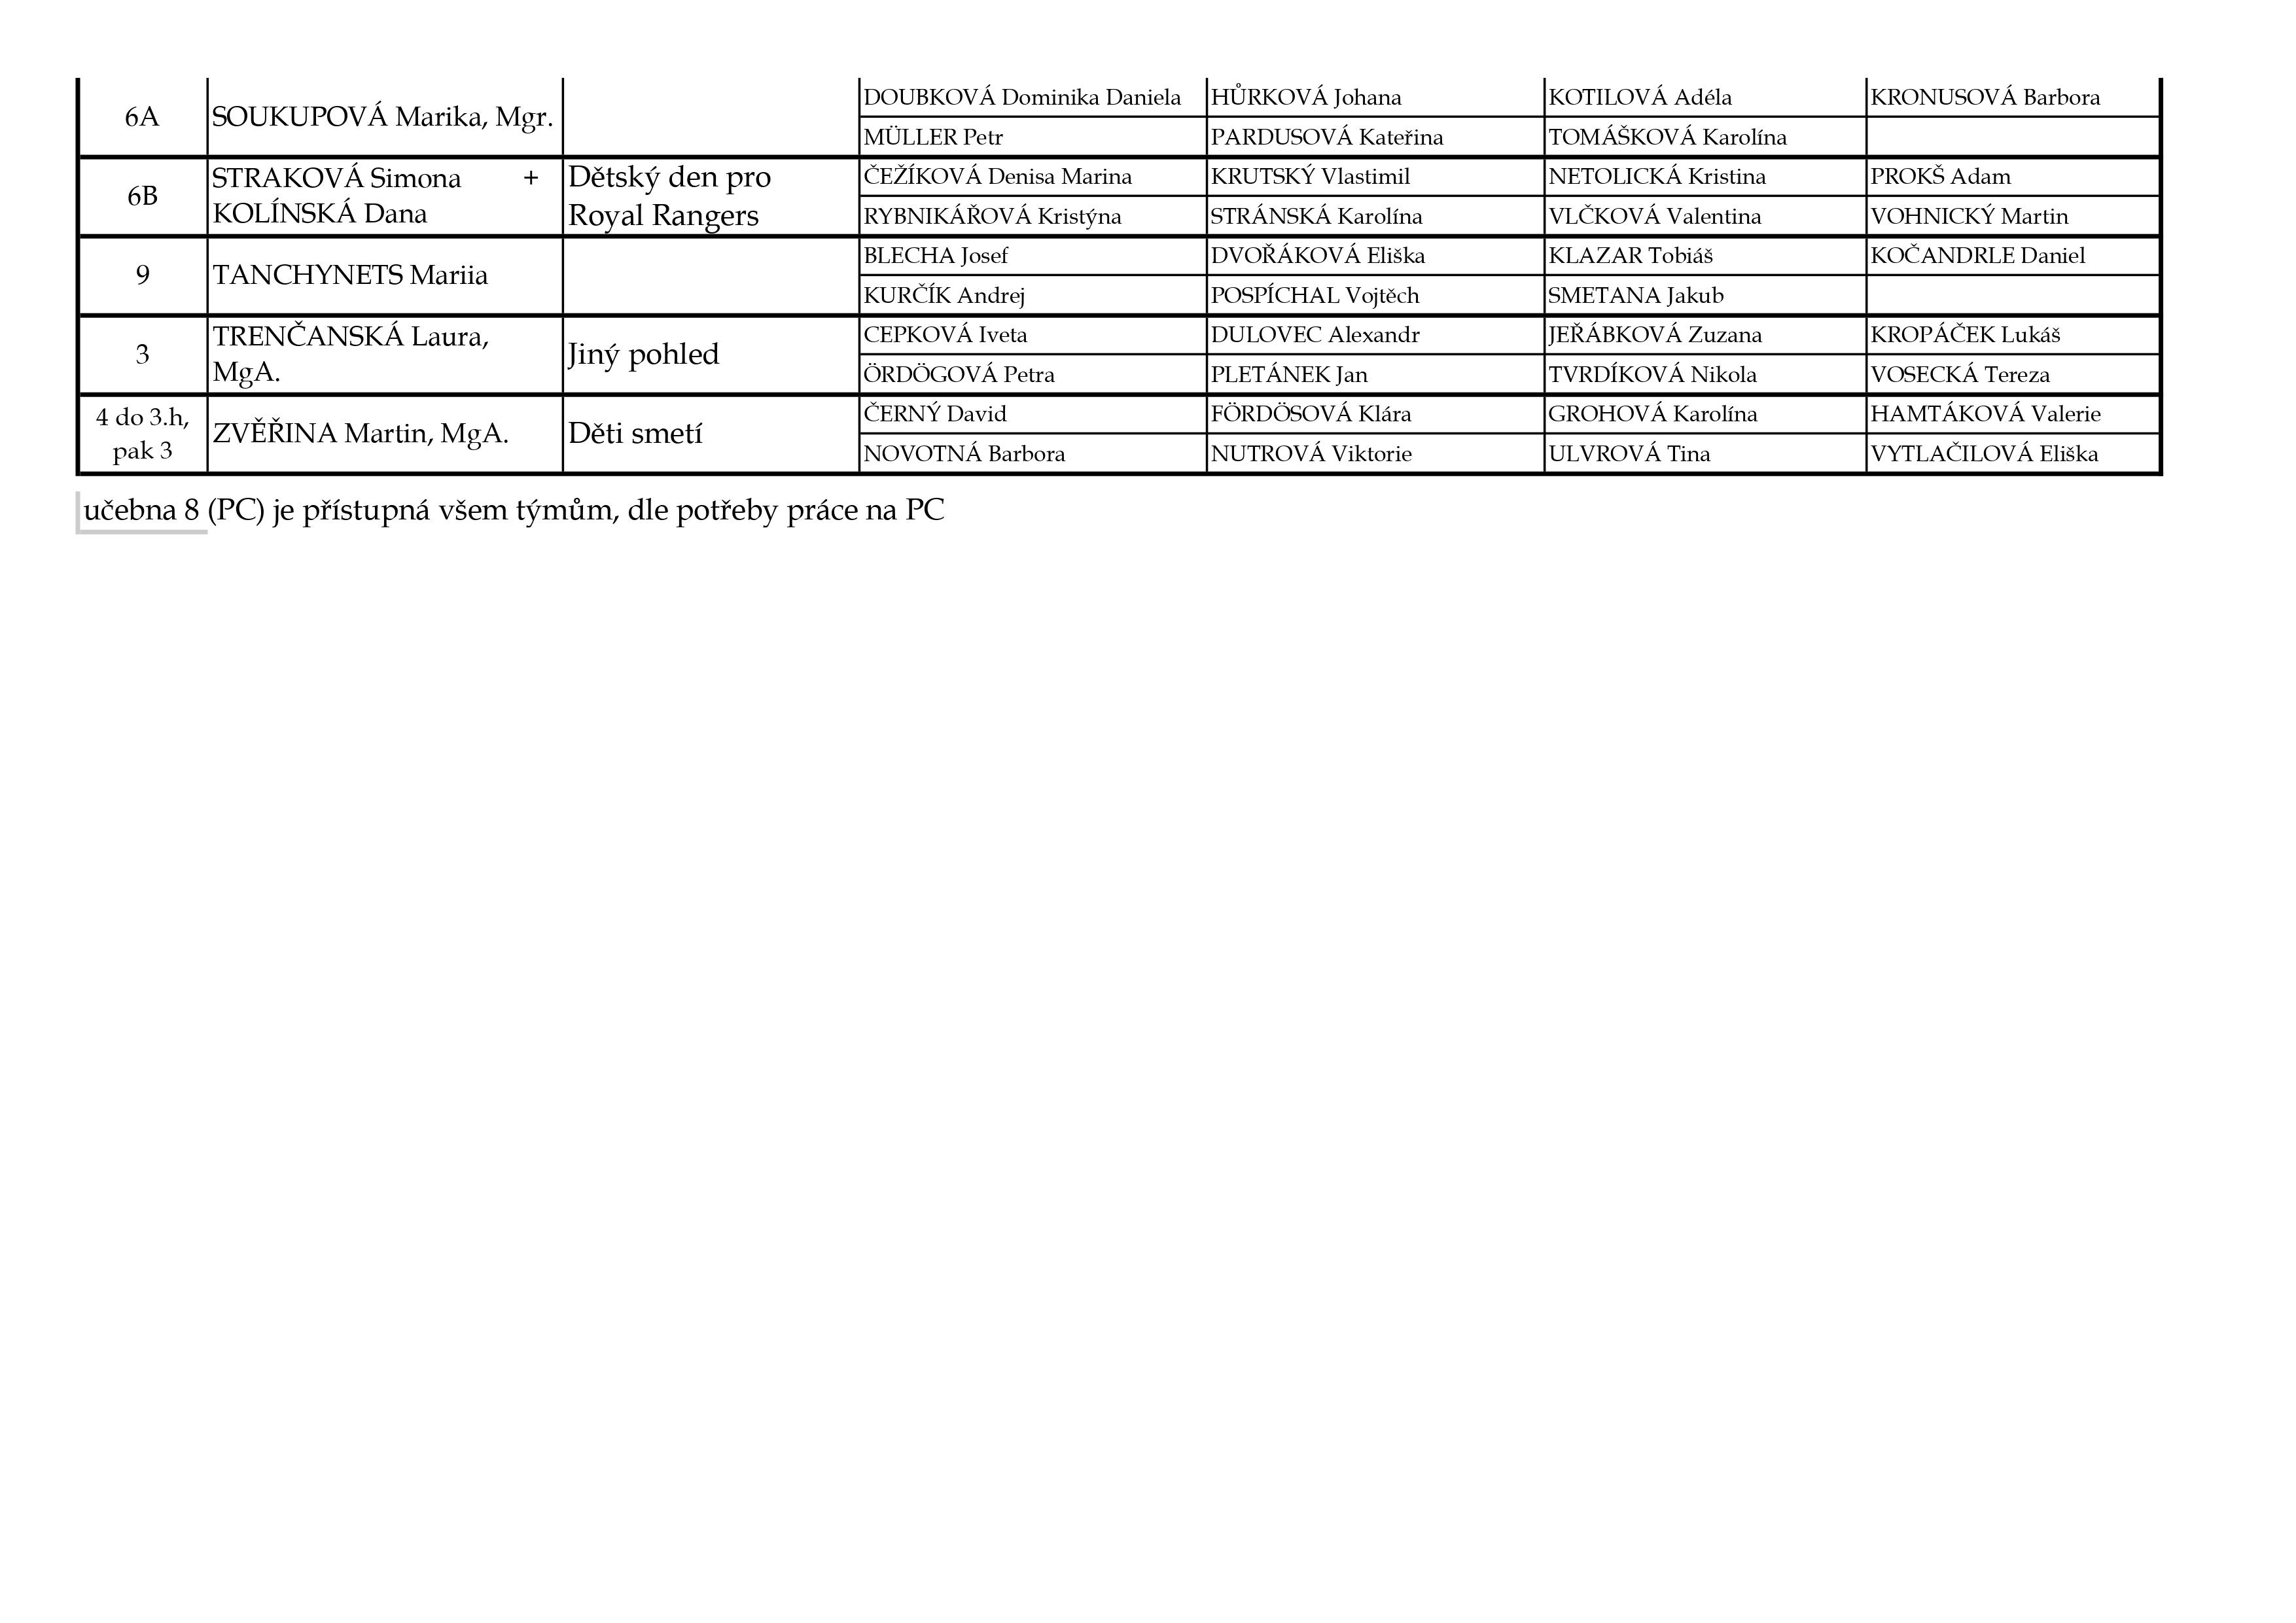 6A
SOUKUPOVÁ Marika, Mgr.
DOUBKOVÁ Dominika Daniela
HŮRKOVÁ Johana
KOTILOVÁ Adéla
KRONUSOVÁ Barbora
MÜLLER Petr
PARDUSOVÁ Kateřina
TOMÁŠKOVÁ Karolína
6B
STRAKOVÁ Simona +
KOLÍNSKÁ Dana
Dětský den pro
Royal Rangers
ČEŽÍKOVÁ Denisa Marina
KRUTSKÝ Vlastimil
NETOLICKÁ Kristina
PROKŠ Adam
RYBNIKÁŘOVÁ Kristýna
STRÁNSKÁ Karolína
VLČKOVÁ Valentina
VOHNICKÝ Martin
9
TANCHYNETS Mariia
BLECHA Josef
DVOŘÁKOVÁ Eliška
KLAZAR Tobiáš
KOČANDRLE Daniel
KURČÍK Andrej
POSPÍCHAL Vojtěch
SMETANA Jakub
3
TRENČANSKÁ Laura,
MgA.
Jiný pohled
CEPKOVÁ Iveta
DULOVEC Alexandr
JEŘÁBKOVÁ Zuzana
KROPÁČEK Lukáš
ÖRDÖGOVÁ Petra
PLETÁNEK Jan
TVRDÍKOVÁ Nikola
VOSECKÁ Tereza
4 do 3.h,
pak 3
ZVĚŘINA Martin, MgA.
Děti smetí
ČERNÝ David
FÖRDÖSOVÁ Klára
GROHOVÁ Karolína
HAMTÁKOVÁ Valerie
NOVOTNÁ Barbora
NUTROVÁ Viktorie
ULVROVÁ Tina
VYTLAČILOVÁ Eliška
učebna 8 (PC) je přístupná všem týmům, dle potřeby práce na PC